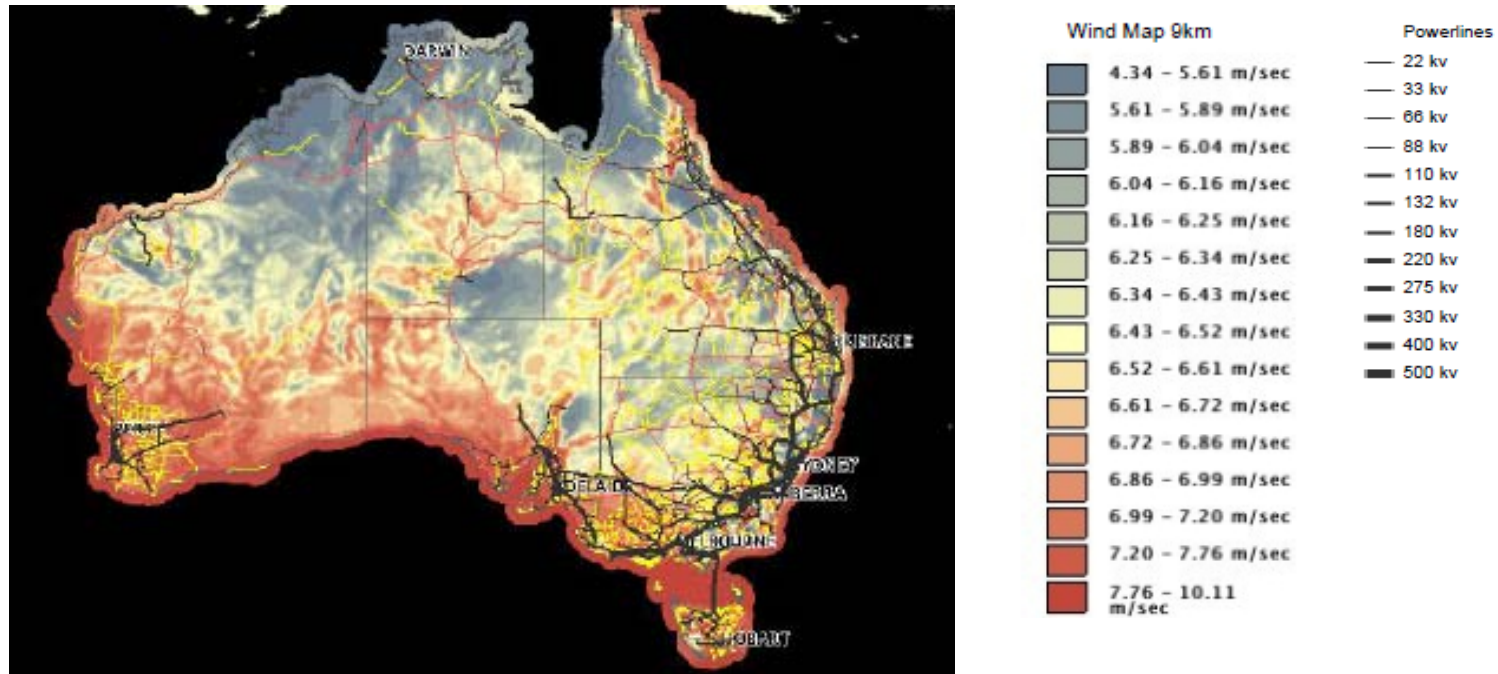 DARWIN
BRISBANE
YDNEY
BERRA
DELAID
MELBOURNE
HOBART
Wind Map 9km
4.34 - 5.61 m/sec
5.61 - 5.89 m/sec
5.89 - 6.04 m/sec
6.04 - 6.16 m/sec
6.16 - 6.25 m/sec
6.25 - 6.34 m/sec
6.34 - 6.43 m/sec
6.43 - 6.52 m/sec
6.52 - 6.61 m/sec
6.61 - 6.72 m/sec
6.72 - 6.86 m/sec
6.86 - 6.99 m/sec
6.99 - 7.20 m/sec
7.20 - 7.76 m/sec
7.76 - 10.11
m/sec
Powerlines
22 kv
33 kv
66 kv
88 kv
110 kv
132 kv
180 kv
220 kv
275 kv
330 kv
400 kv
500 kv